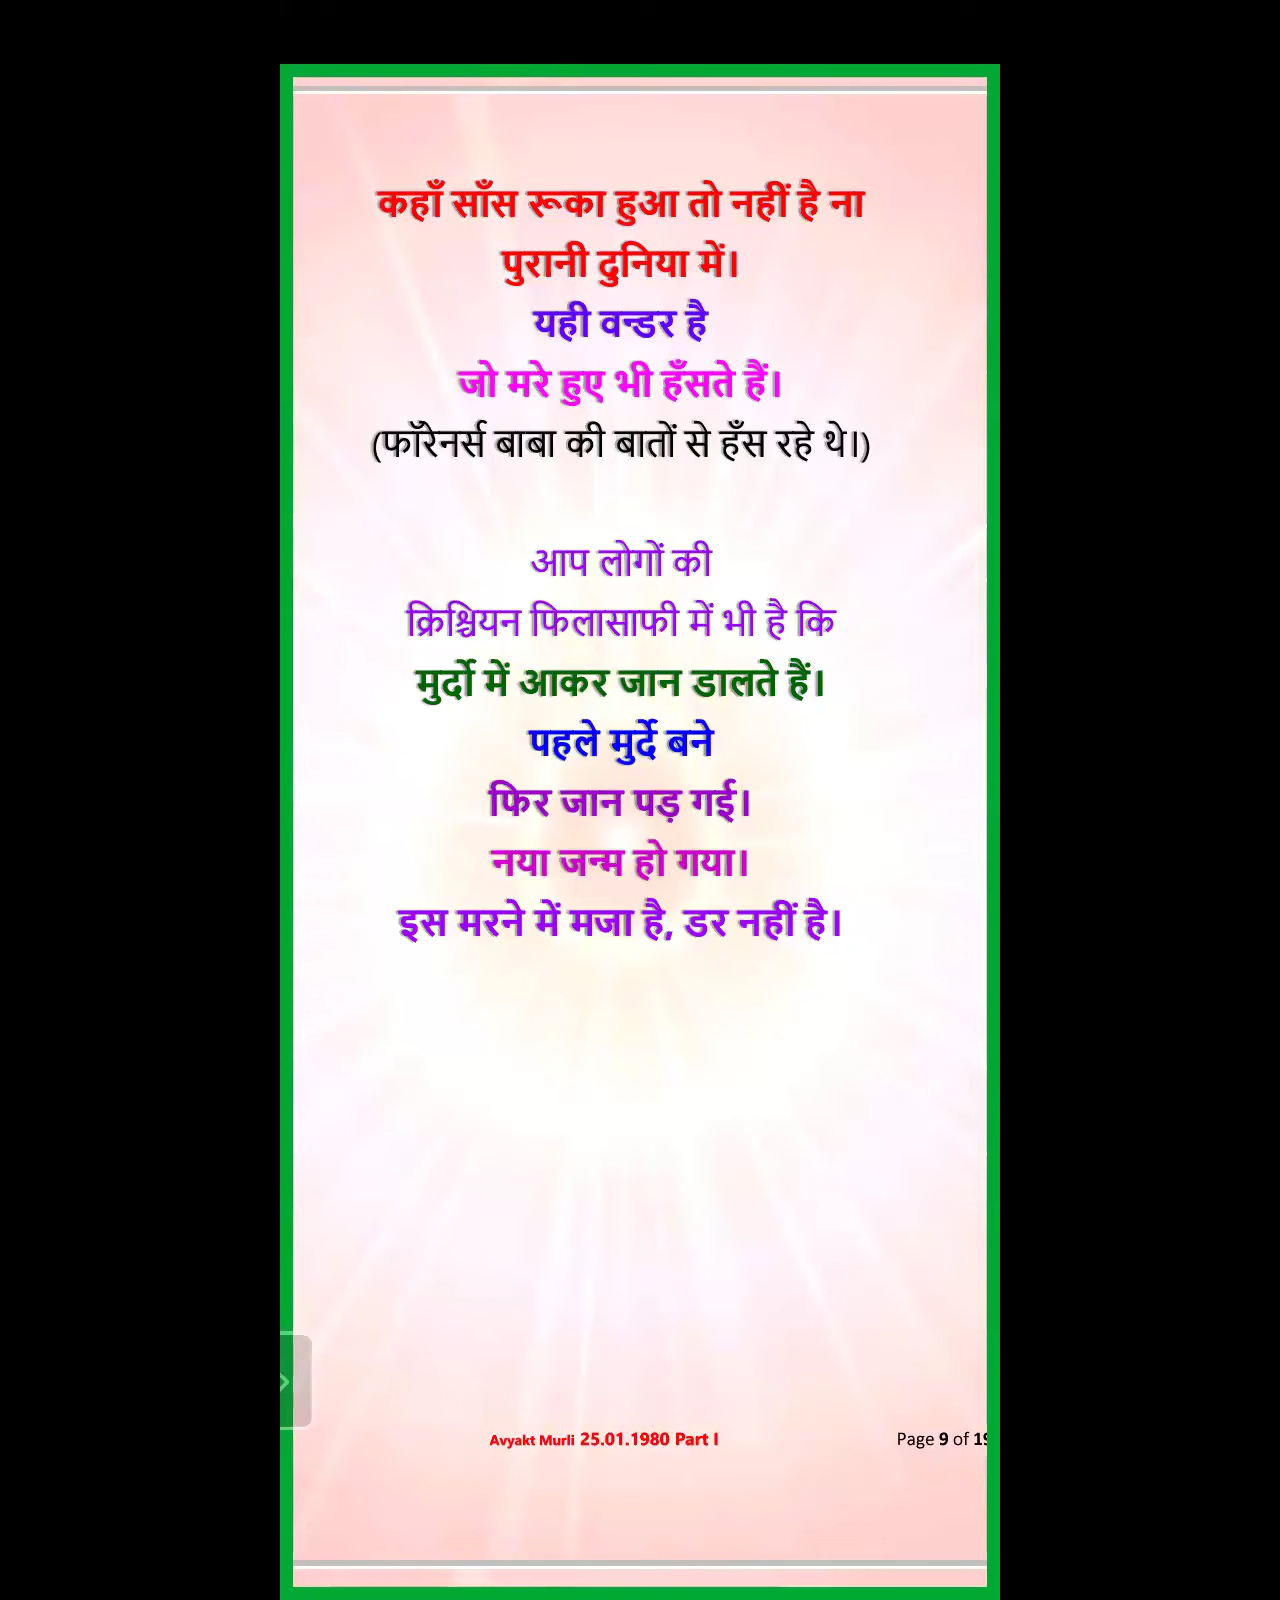 कहाँ साँस रूका हुआ तो नहीं है ना
पुरानी दुनिया में।
यही वन्डर है
जो मरे हुए भी हँसते हैं।
(फॉरेनर्स बाबा की बातों से हँस रहे थे।)
आप लोगों की
क्रिश्चियन फिलासाफी में भी है कि
मुर्दो में आकर जान डालते हैं।
पहले मुर्दे बने
फिर जान पड़ गई।
नया जन्म हो गया।
इस मरने में मजा है, डर नहीं है।
Avyakt Murli 25.01.1980 Part I
Page 9 of 19